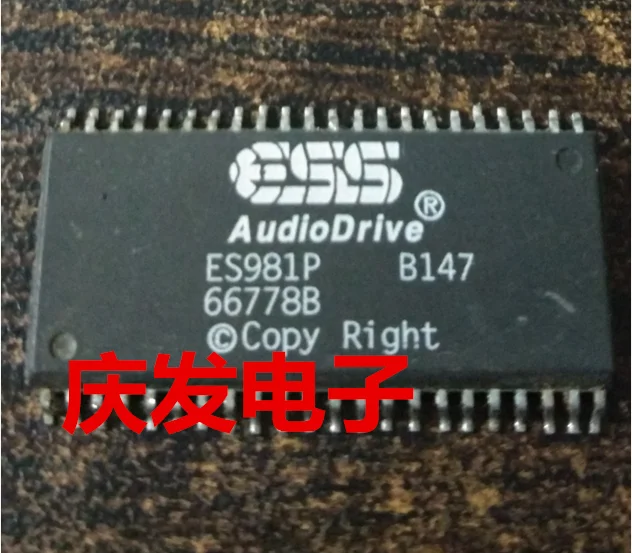 ESS
AudioDrive®
ES981P B147
66778B
©Copy Right
庆发电子